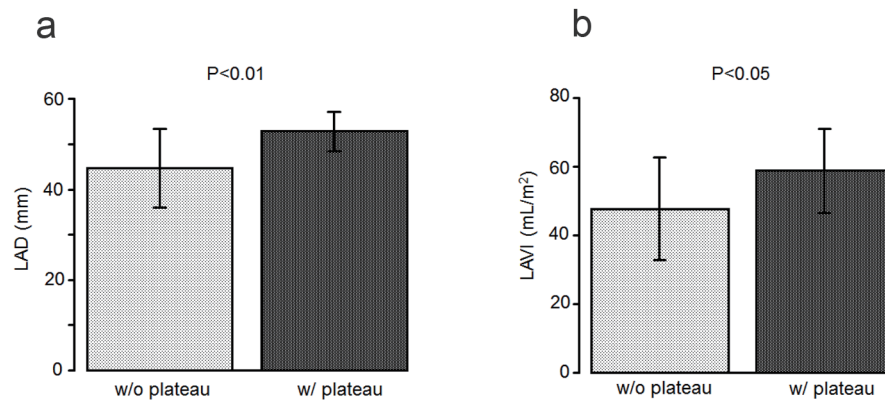 a
P<0.01
60
40
20
0
LAD (mm)
w/o plateau
w/ plateau
b
P<0.05
80
60
40
20
0
LAVI (mL/m²)
w/o plateau
w/ plateau